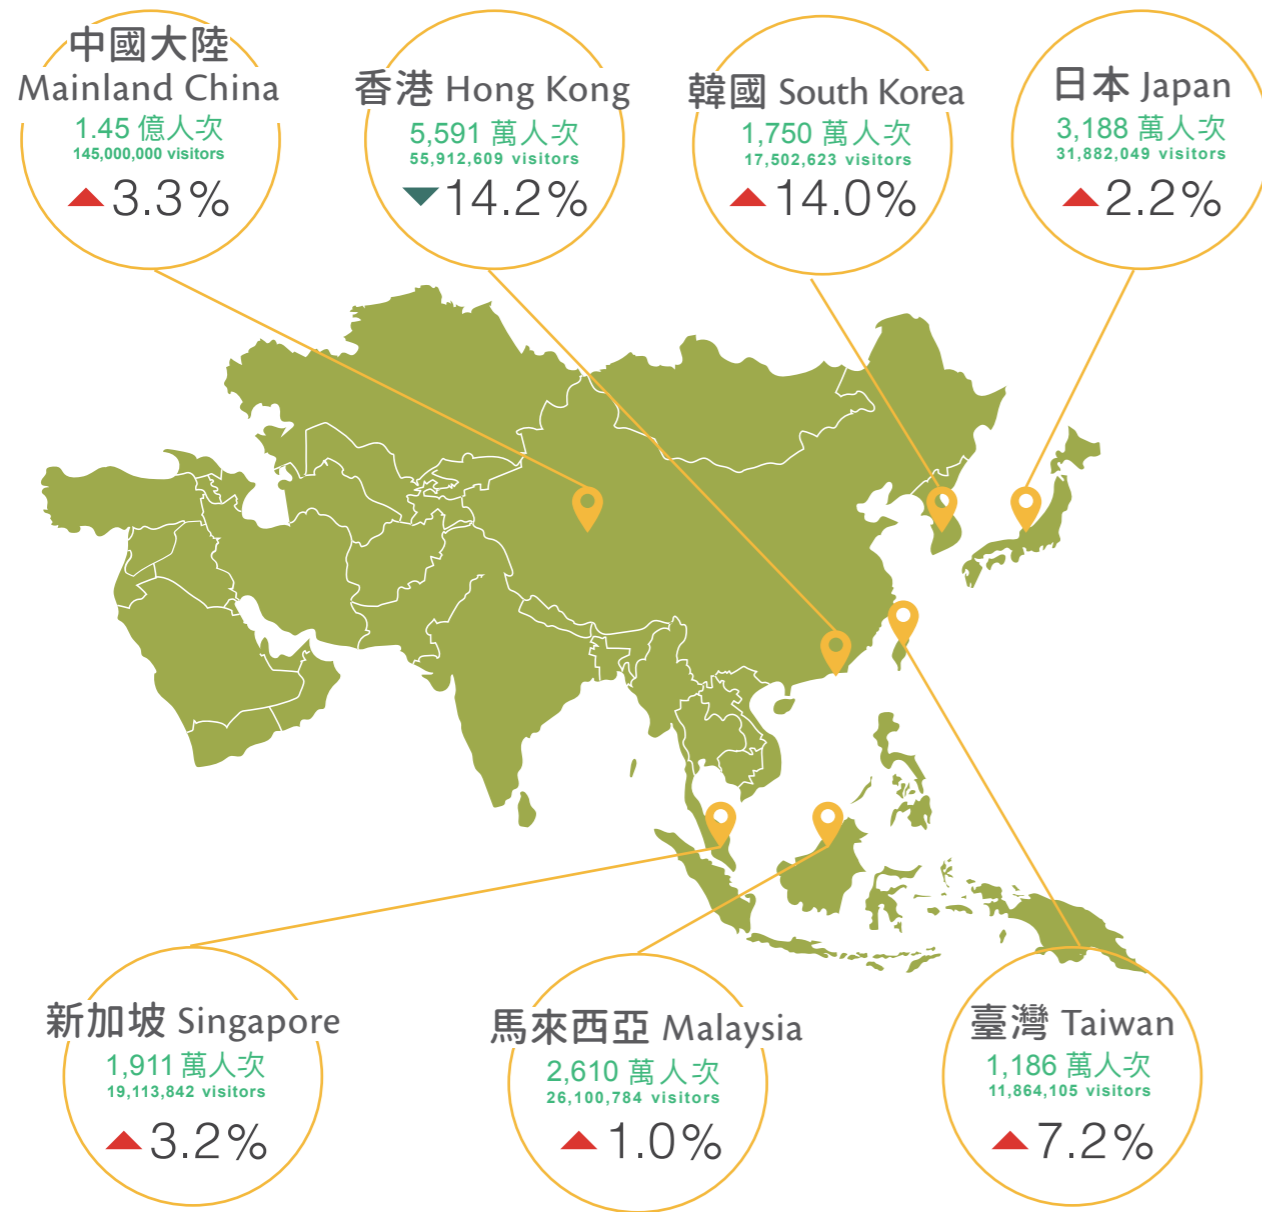 中國大陸
Mainland China
1.45 億人次
145,000,000 visitors
3.3%
香港 Hong Kong
5,591 萬人次
55,912,609 visitors
14.2%
韓國 South Korea
1,750 萬人次
17,502,623 visitors
14.0%
日本 Japan
3,188 萬人次
31,882,049 visitors
2.2%
新加坡 Singapore
1,911 萬人次
19,113,842 visitors
3.2%
馬來西亞 Malaysia
2,610 萬人次
26,100,784 visitors
1.0%
臺灣 Taiwan
1,186 萬人次
11,864,105 visitors
7.2%